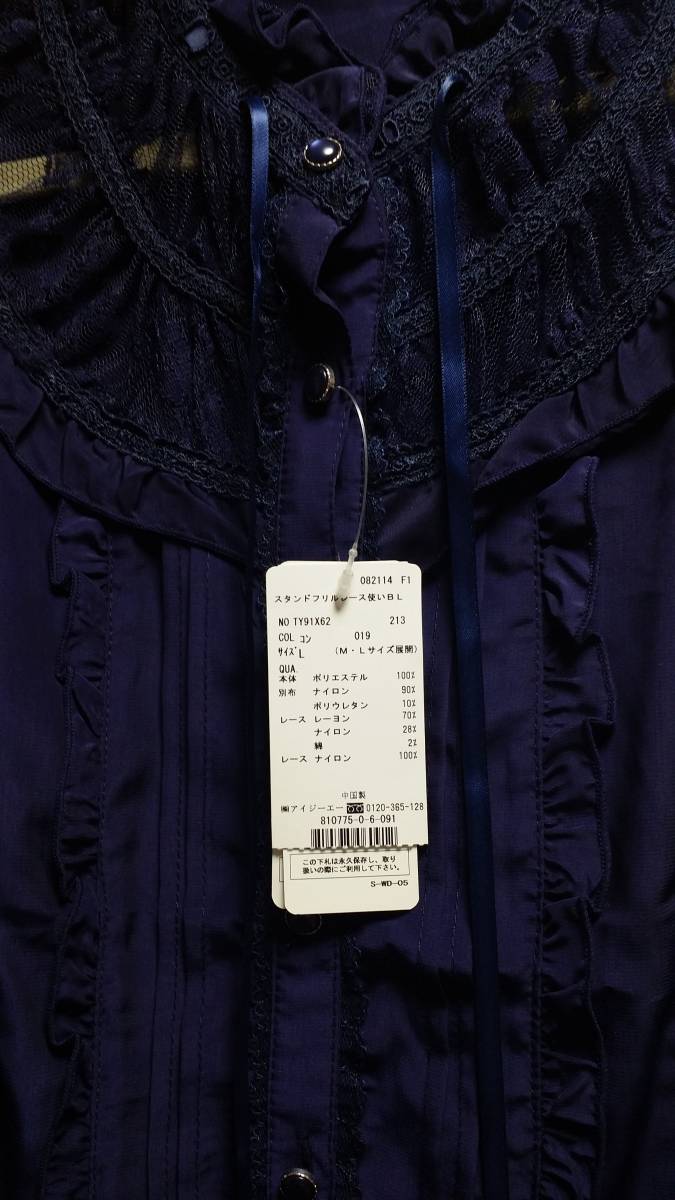 082114 F1
スタンドフリルレース使いBL
NO TY91X62 213
COL コン 019
サイズ L (M・Lサイズ展開)
QUA.
本体 ポリエステル 100%
別布 ナイロン 90%
ポリウレタン 10%
レース レーヨン 70%
ナイロン 28%
綿 2%
レース ナイロン 100%
中国製
㈱アイジーエー 0120-365-128
810775-0-6-091
この下札は永久保存し、取り
扱いの際にご利用して下さい。
S-WD-05